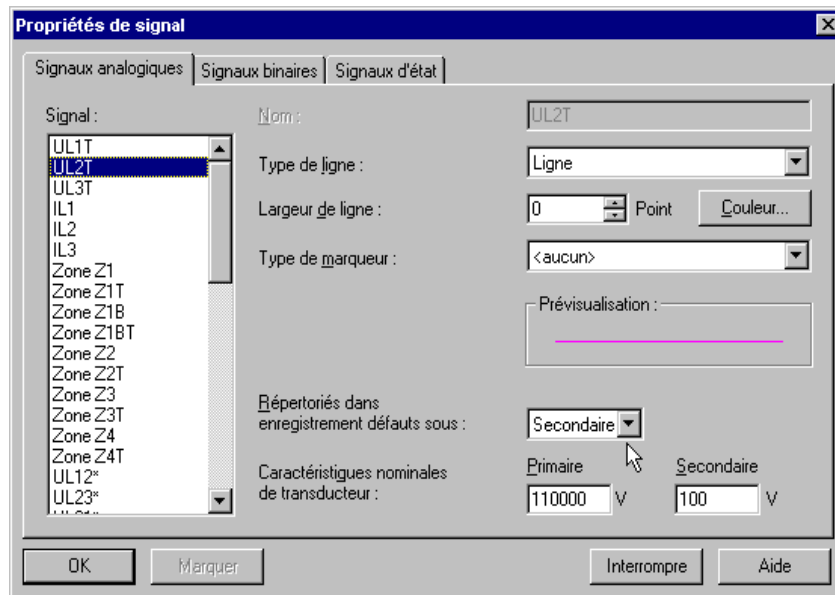 Propriétés de signal
Signaux analogiques
Signaux binaires
Signaux d'état
Signal :
UL1T
UL2T
UL3T
IL1
IL2
IL3
Zone Z1
Zone Z1T
Zone Z1B
Zone Z1BT
Zone Z2
Zone Z2T
Zone Z3
Zone Z3T
Zone Z4
Zone Z4T
UL12*
UL23*
Nom :
UL2T
Type de ligne :
Ligne
Largeur de ligne :
0
Point
Couleur...
Type de marqueur :
<aucun>
Prévisualisation :
Répertoriés dans
enregistrement défauts sous :
Secondaire
Caractéristigues nominales
de transducteur :
Primaire
110000
V
Secondaire
100
V
OK
Marquer
Interrompre
Aide